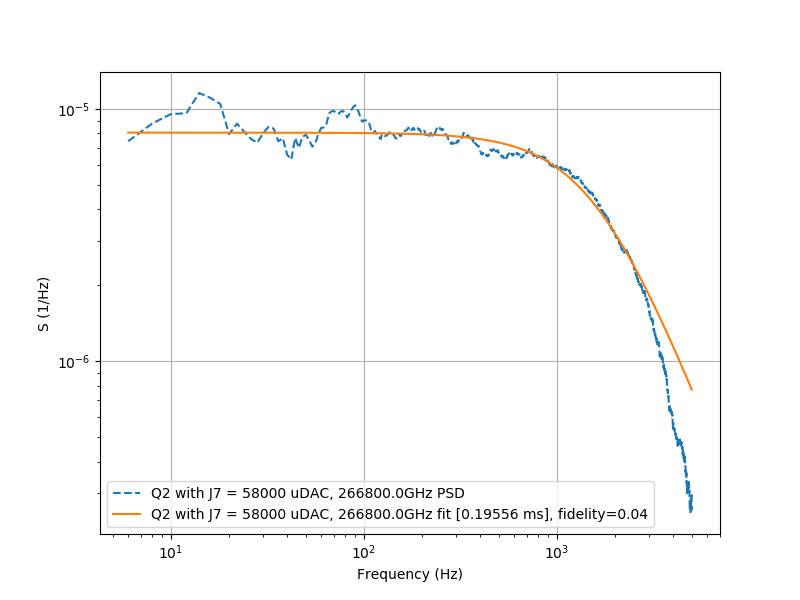 10⁻⁵
10⁻⁶
S (1/Hz)
Q2 with J7 = 58000 uDAC, 266800.0GHz PSD
Q2 with J7 = 58000 uDAC, 266800.0GHz fit [0.19556 ms], fidelity=0.04
10¹ 10² 10³
Frequency (Hz)